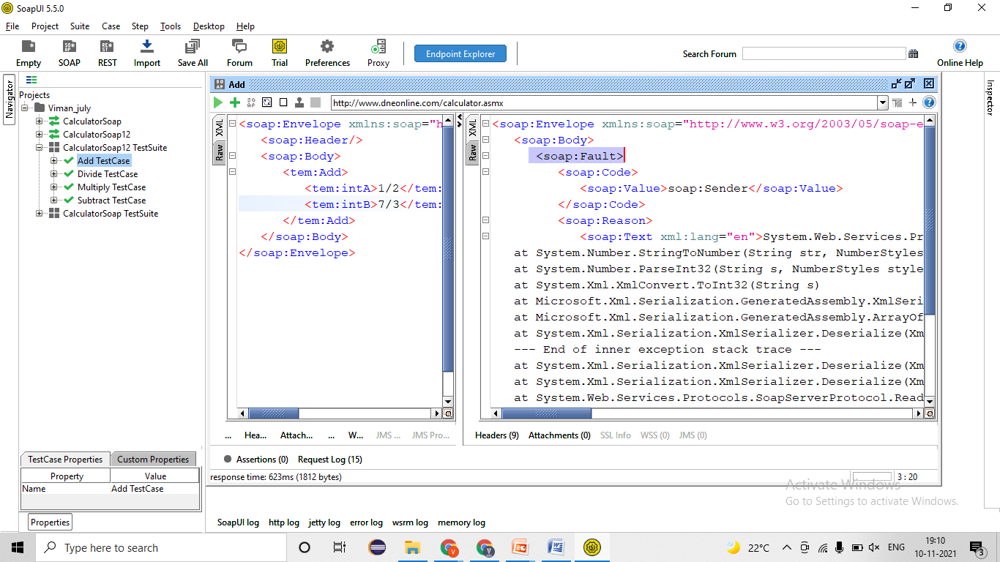 SoapUI 5.5.0
File Project Suite Case Step Tools Desktop Help
Empty SOAP REST Import Save All Forum Trial Preferences Proxy Endpoint Explorer Search Forum Online Help
Navigator
Inspector
Projects
Viman_july
CalculatorSoap
CalculatorSoap12
CalculatorSoap12 TestSuite
Add TestCase
Divide TestCase
Multiply TestCase
Subtract TestCase
CalculatorSoap TestSuite
TestCase Properties Custom Properties
Property Value
Name Add TestCase
Properties
Add
http://www.dneonline.com/calculator.asmx
XML
Raw
<soap:Envelope xmlns:soap="h
<soap:Header/>
<soap:Body>
<tem:Add>
<tem:intA>1/2</tem:
<tem:intB>7/3</tem:
</tem:Add>
</soap:Body>
</soap:Envelope>
XML
Raw
<soap:Envelope xmlns:soap="http://www.w3.org/2003/05/soap-e
<soap:Body>
<soap:Fault>
<soap:Code>
<soap:Value>soap:Sender</soap:Value>
</soap:Code>
<soap:Reason>
<soap:Text xml:lang="en">System.Web.Services.Pr
at System.Number.StringToNumber(String str, NumberStyles
at System.Number.ParseInt32(String s, NumberStyles style
at System.Xml.XmlConvert.ToInt32(String s)
at Microsoft.Xml.Serialization.GeneratedAssembly.XmlSeri
at Microsoft.Xml.Serialization.GeneratedAssembly.ArrayOf
at System.Xml.Serialization.XmlSerializer.Deserialize(Xm
--- End of inner exception stack trace ---
at System.Xml.Serialization.XmlSerializer.Deserialize(Xm
at System.Xml.Serialization.XmlSerializer.Deserialize(Xm
at System.Web.Services.Protocols.SoapServerProtocol.Read
... Hea... Attach... ... W... JMS ... JMS Pro...
Headers (9) Attachments (0) SSL Info WSS (0) JMS (0)
Assertions (0) Request Log (15)
response time: 623ms (1812 bytes)
3 : 20
Activate Windows
Go to Settings to activate Windows.
SoapUI log http log jetty log error log wsrm log memory log
Type here to search
22°C ENG
19:10
10-11-2021
3